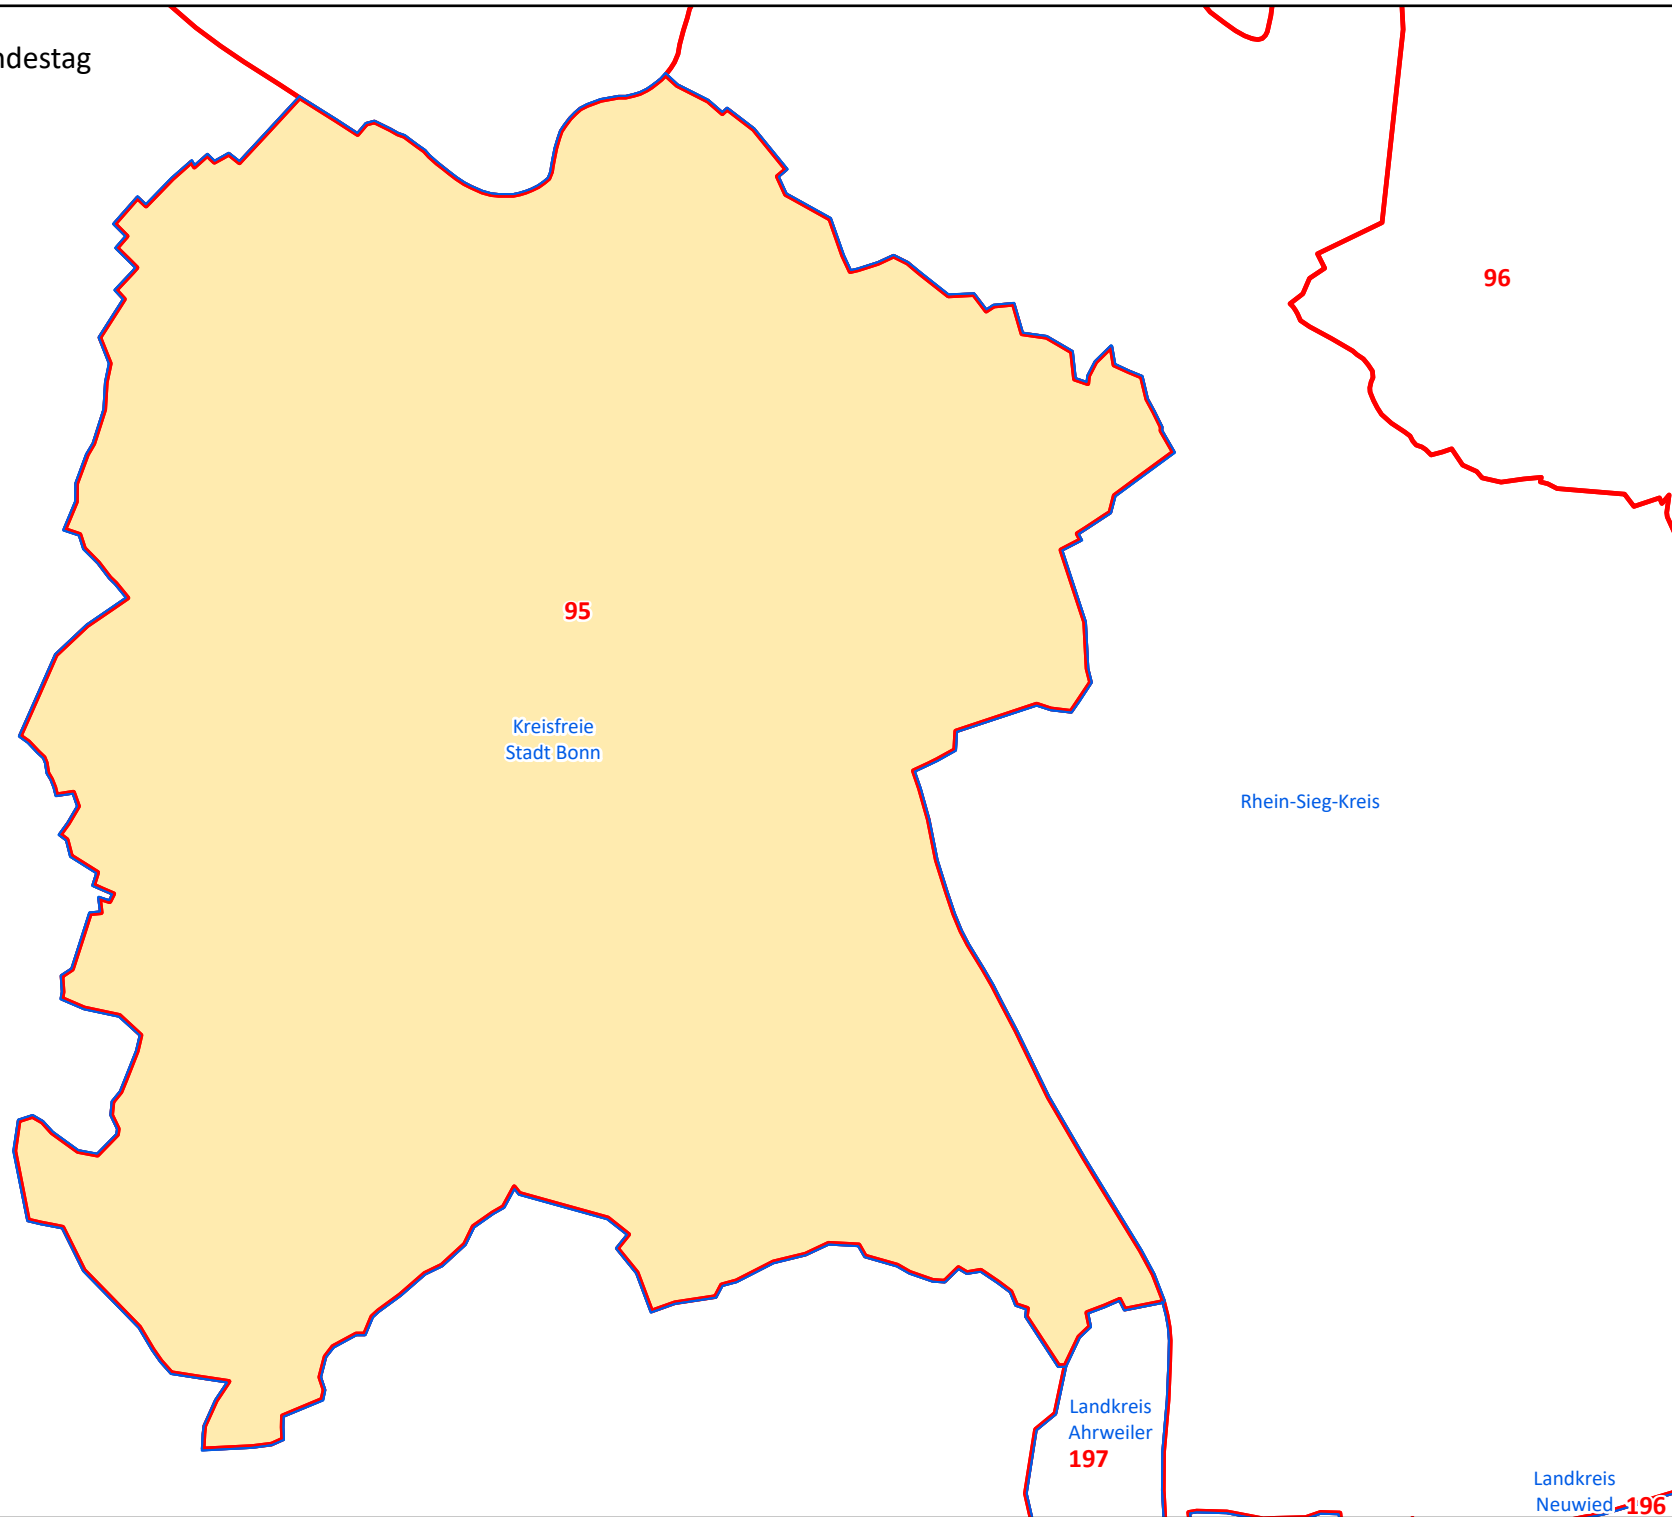 ndestag
96
95
Kreisfreie
Stadt Bonn
Rhein-Sieg-Kreis
Landkreis
Ahrweiler
197
Landkreis
Neuwied 196